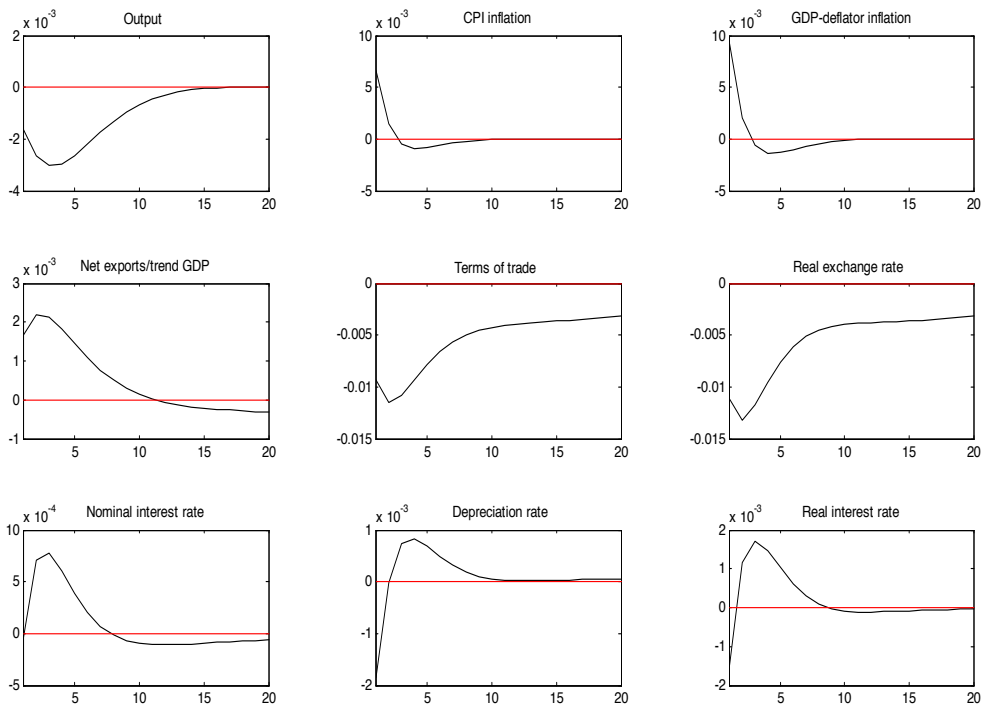 Output
x 10-3
2
0
-2
-4
5 10 15 20
CPI inflation
x 10-3
10
5
0
-5
5 10 15 20
GDP-deflator inflation
x 10-3
10
5
0
-5
5 10 15 20
Net exports/trend GDP
x 10-3
3
2
1
0
-1
5 10 15 20
Terms of trade
0
-0.005
-0.01
-0.015
5 10 15 20
Real exchange rate
0
-0.005
-0.01
-0.015
5 10 15 20
Nominal interest rate
x 10-4
10
5
0
-5
5 10 15 20
Depreciation rate
x 10-3
1
0
-1
-2
5 10 15 20
Real interest rate
x 10-3
2
1
0
-1
-2
5 10 15 20